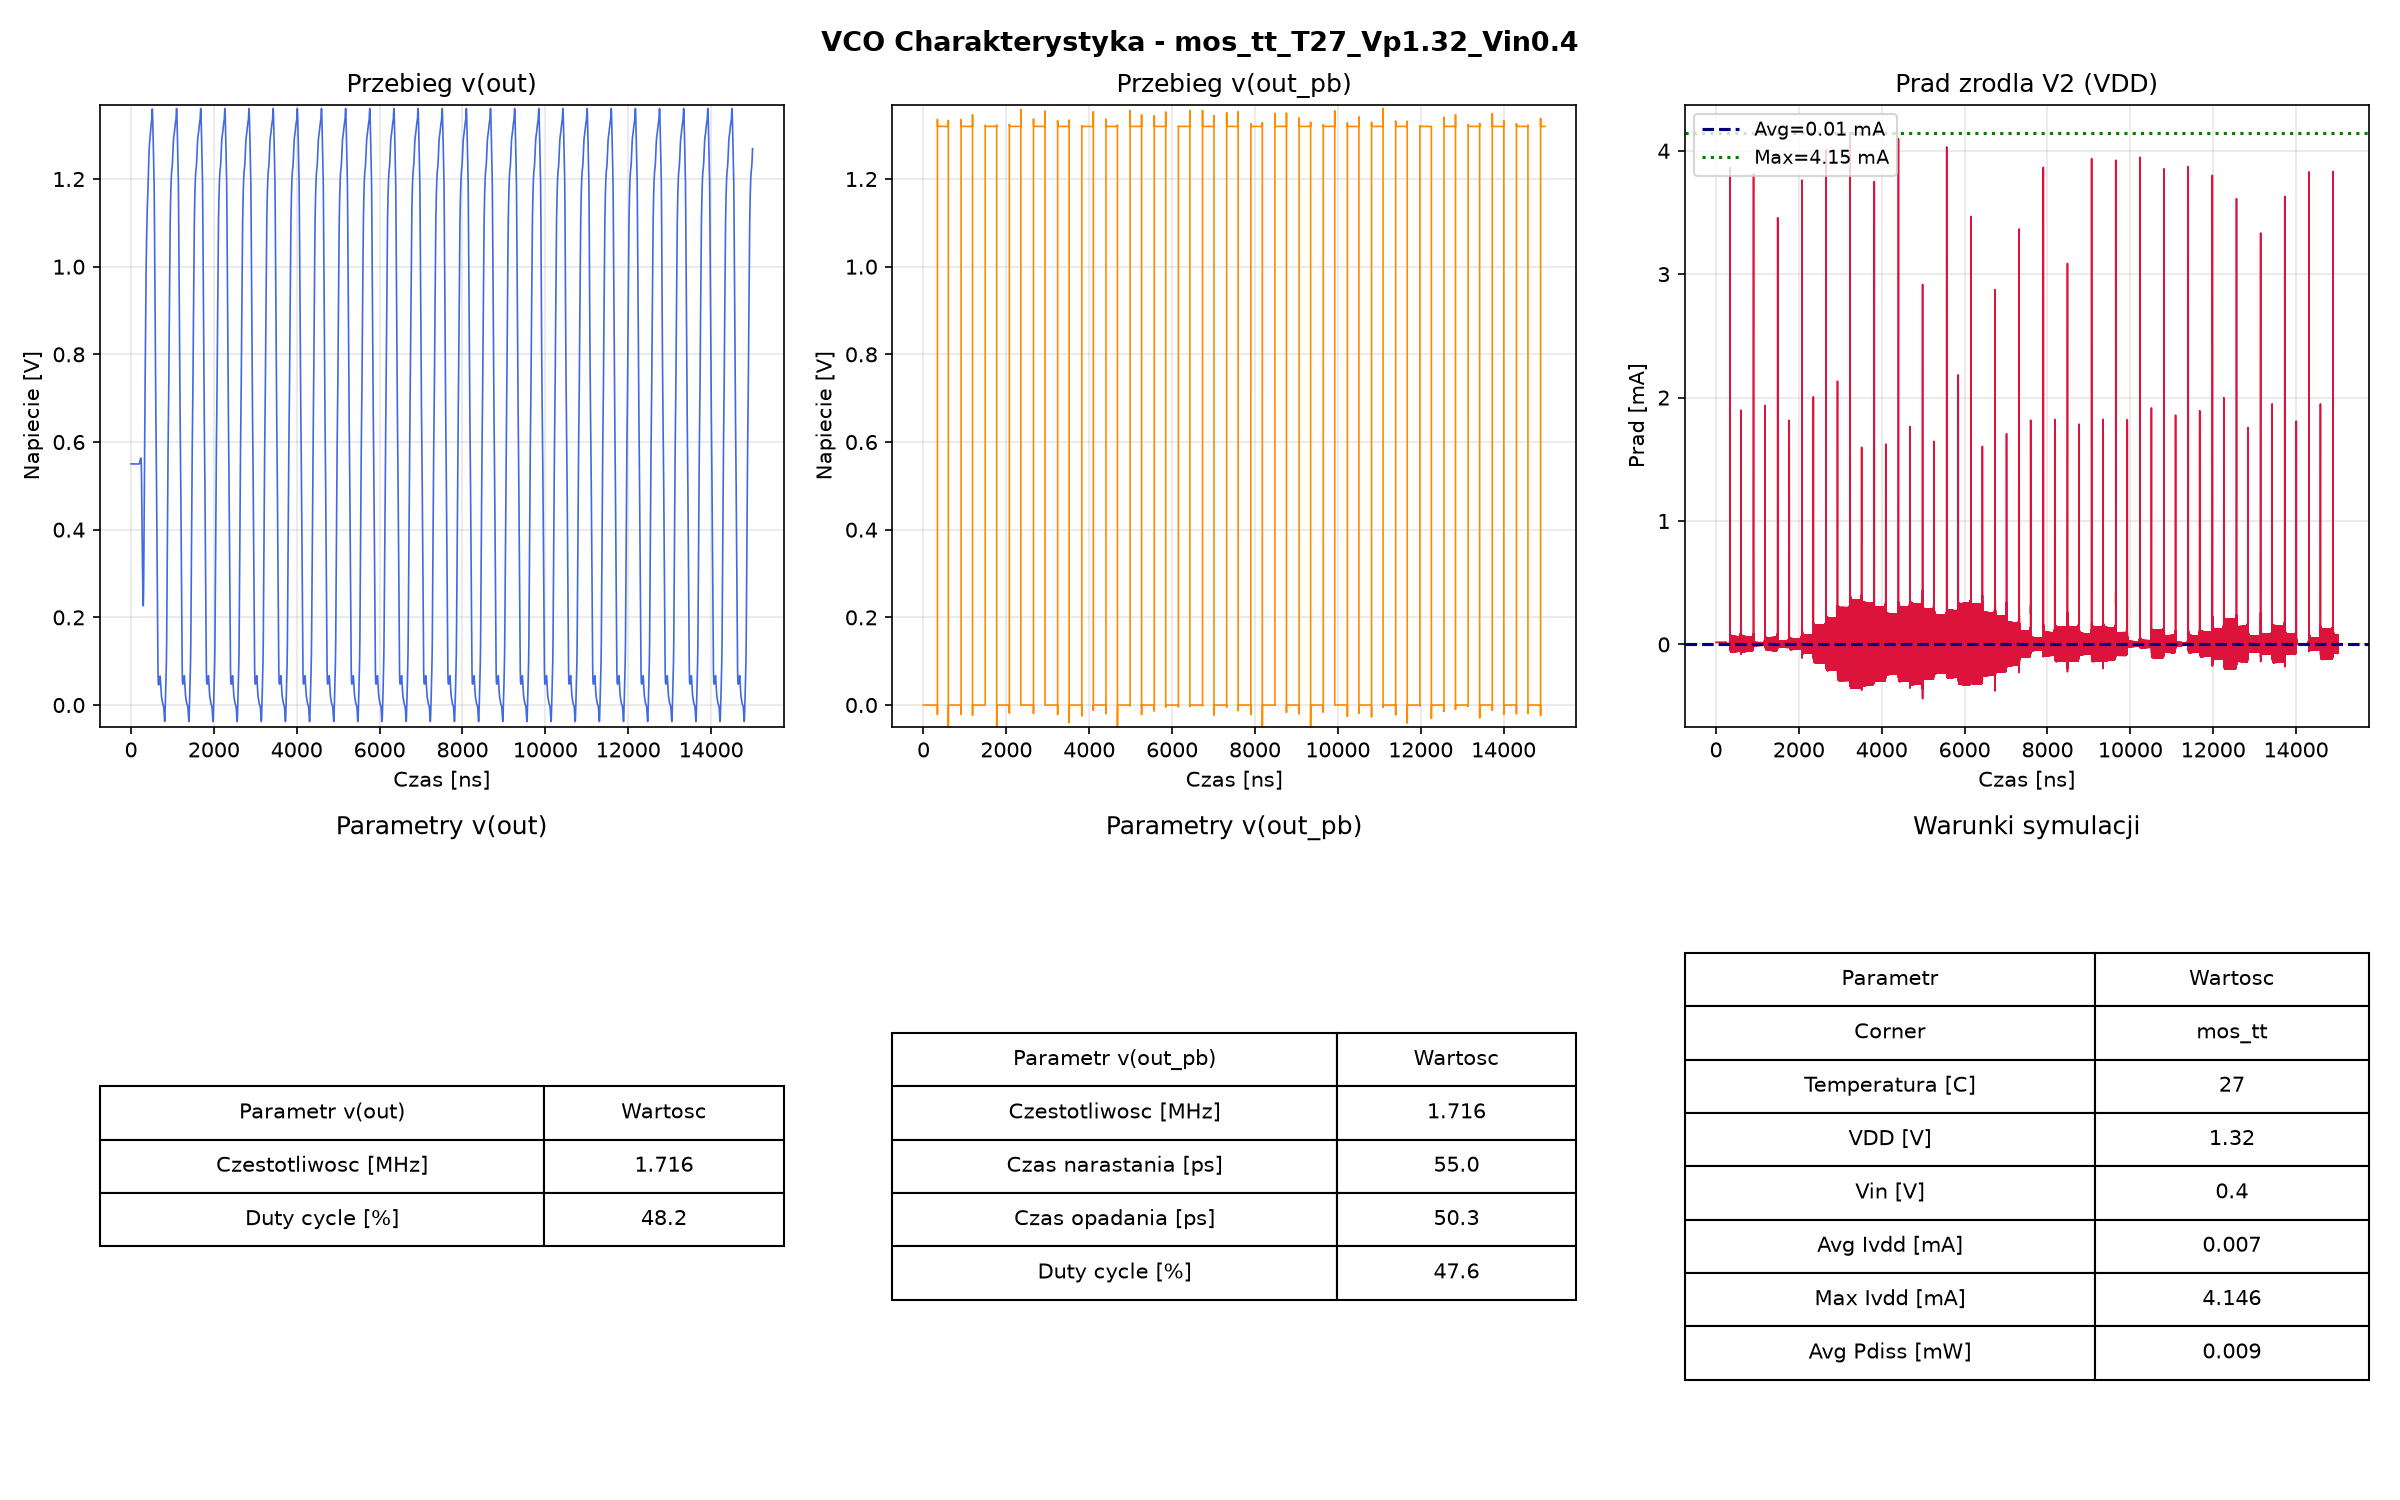 VCO Charakterystyka - mos_tt_T27_Vp1.32_Vin0.4
Przebieg v(out)
Napiecie [V]
1.2
1.0
0.8
0.6
0.4
0.2
0.0
0 2000 4000 6000 8000 10000 12000 14000
Czas [ns]
Przebieg v(out_pb)
Napiecie [V]
1.2
1.0
0.8
0.6
0.4
0.2
0.0
0 2000 4000 6000 8000 10000 12000 14000
Czas [ns]
Prad zrodla V2 (VDD)
Avg=0.01 mA
Max=4.15 mA
Prad [mA]
4
3
2
1
0
0 2000 4000 6000 8000 10000 12000 14000
Czas [ns]
Parametry v(out)
Parametr v(out) Wartosc
Czestotliwosc [MHz] 1.716
Duty cycle [%] 48.2
Parametry v(out_pb)
Parametr v(out_pb) Wartosc
Czestotliwosc [MHz] 1.716
Czas narastania [ps] 55.0
Czas opadania [ps] 50.3
Duty cycle [%] 47.6
Warunki symulacji
Parametr Wartosc
Corner mos_tt
Temperatura [C] 27
VDD [V] 1.32
Vin [V] 0.4
Avg Ivdd [mA] 0.007
Max Ivdd [mA] 4.146
Avg Pdiss [mW] 0.009